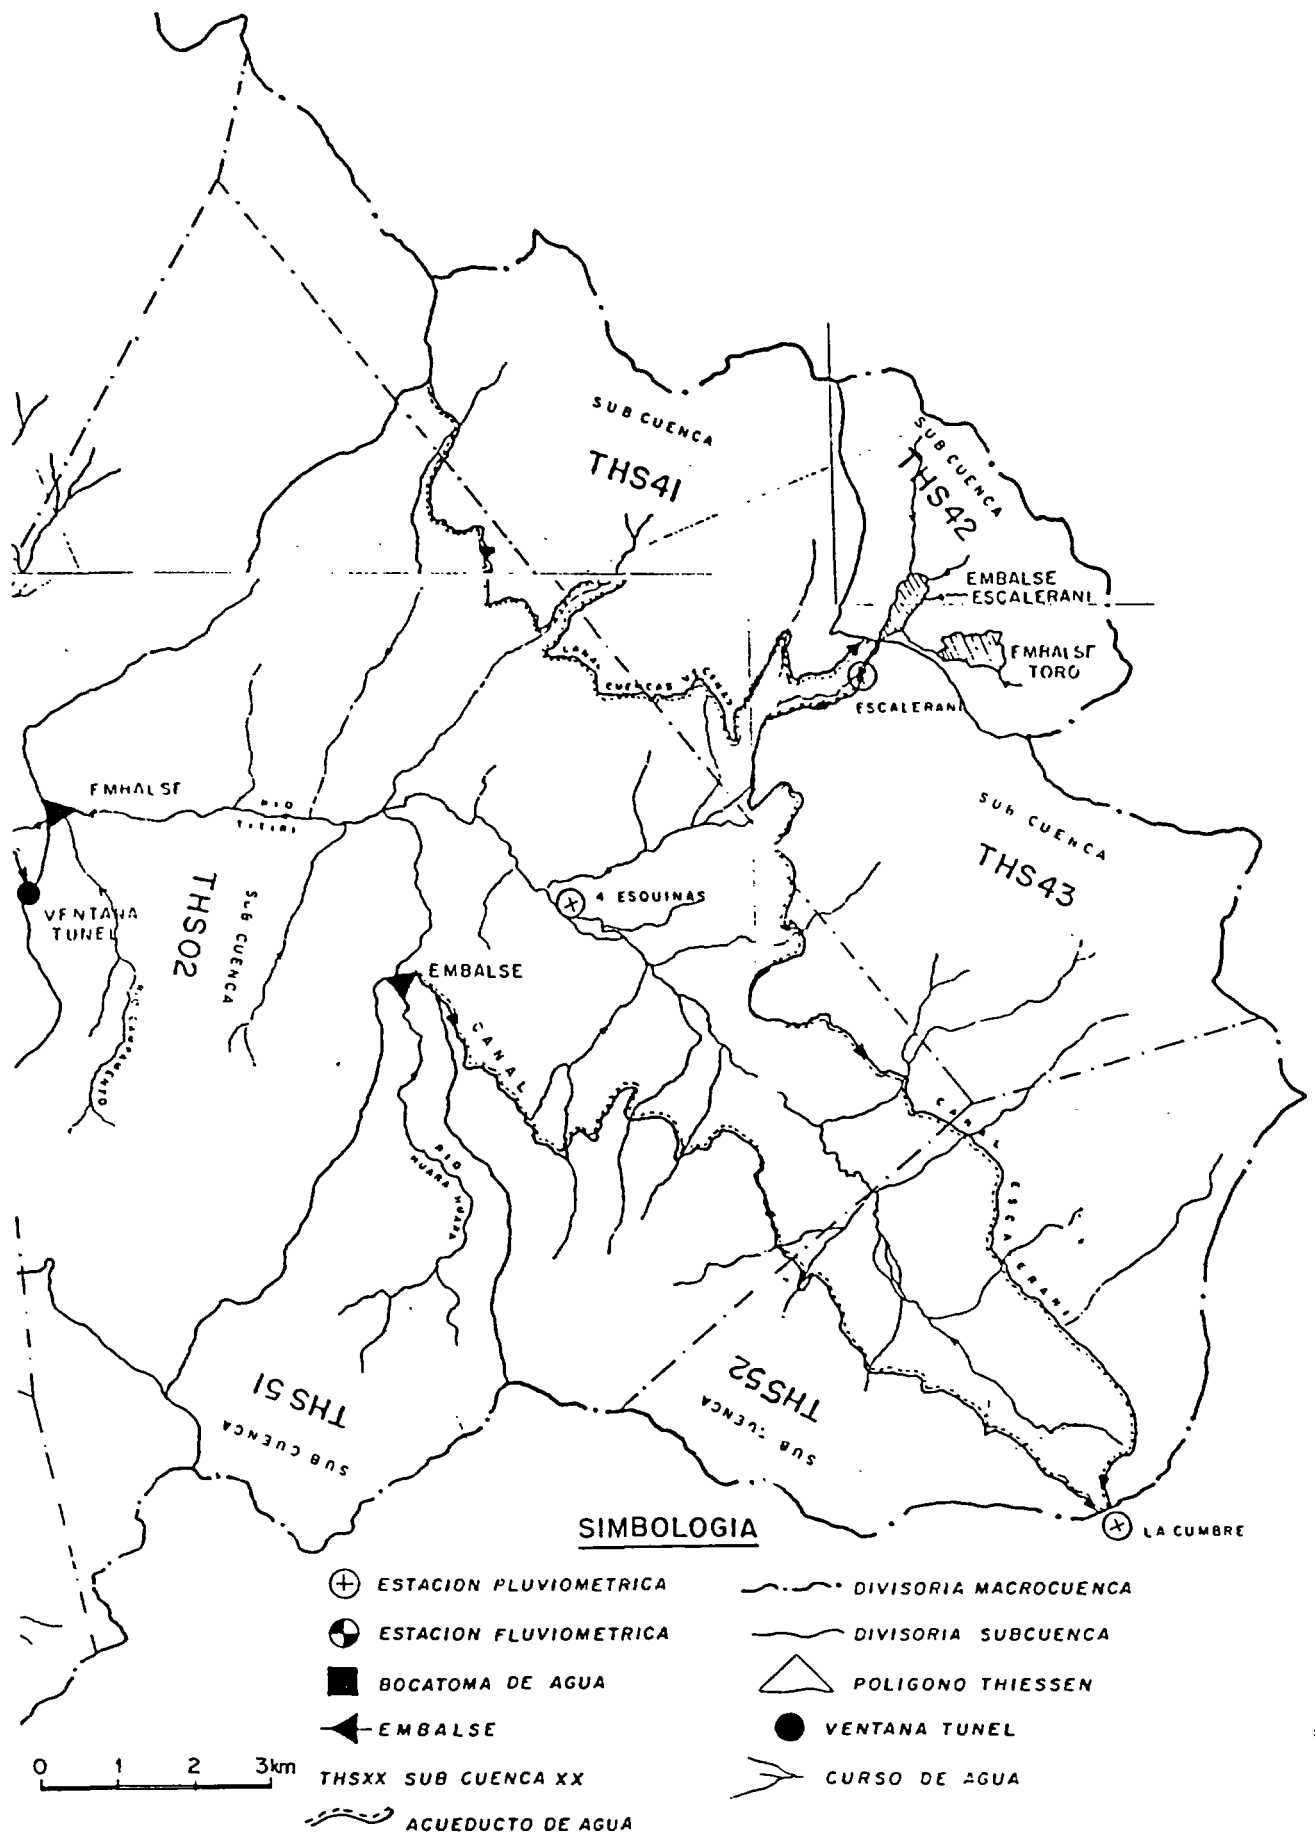 SUB CUENCA
THS41
SUB CUENCA
THS42
EMBALSE
ESCALERANI
EMBALSE
TORO
CANAL
CUENCAS VECINAS
ESCALERANI
EMBALSE
RIO
TITIRI
SUB CUENCA
THS43
VENTANA
TUNEL
THS02
SUB CUENCA
4 ESQUINAS
EMBALSE
CANAL
RIO CAMPAMENTO
RIO
HUARA HUARA
CANAL
ESCALERANI
THS51
SUB CUENCA
THS52
SUB CUENCA
LA CUMBRE
SIMBOLOGIA
ESTACION PLUVIOMETRICA
ESTACION FLUVIOMETRICA
BOCATOMA DE AGUA
EMBALSE
THSXX SUB CUENCA XX
ACUEDUCTO DE AGUA
DIVISORIA MACROCUENCA
DIVISORIA SUBCUENCA
POLIGONO THIESSEN
VENTANA TUNEL
CURSO DE AGUA
0 1 2 3km